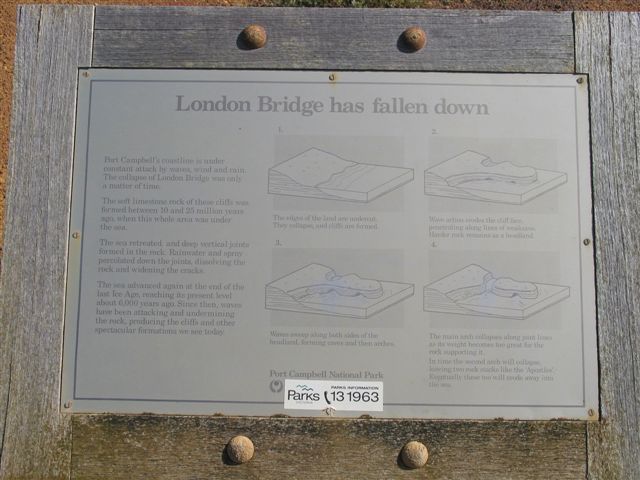 London Bridge has fallen down
Port Campbell's coastline is under
constant attack by waves, wind and rain.
The collapse of London Bridge was only
a matter of time.
The soft limestone rock of these cliffs was
formed between 10 and 25 million years
ago, when this whole area was under
the sea.
The sea retreated, and deep vertical joints
formed in the rock. Rainwater and spray
percolated down the joints, dissolving the
rock and widening the cracks.
The sea advanced again at the end of the
last Ice Age, reaching its present level
about 6,000 years ago. Since then, waves
have been attacking and undermining
the rock, producing the cliffs and other
spectacular formations we see today.
1.
The edges of the land are undercut.
They collapse, and cliffs are formed.
2.
Wave action erodes the cliff face,
penetrating along lines of weakness.
Harder rock remains as a headland.
3.
Waves sweep along both sides of the
headland, forming caves and then arches.
4.
The main arch collapses along joint lines
as its weight becomes too great for the
rock supporting it.
In time the second arch will collapse,
leaving two rock stacks like the 'Apostles'.
Eventually these too will erode away into
the sea.
Port Campbell National Park
Parks
VICTORIA
PARKS INFORMATION
13 1963